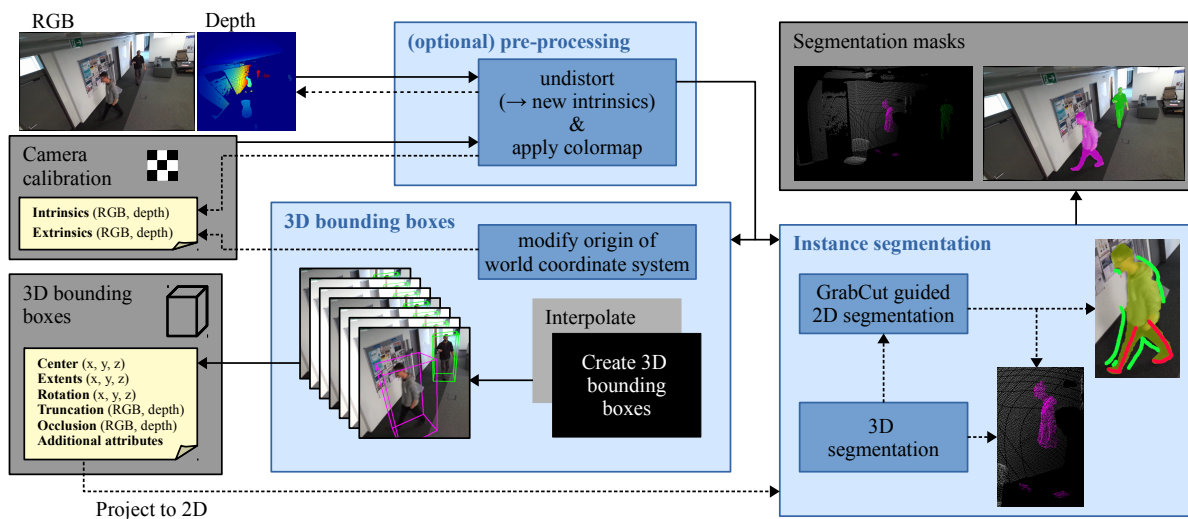 RGB
Depth
(optional) pre-processing
undistort
(→ new intrinsics)
&
apply colormap
Segmentation masks
Camera
calibration
Intrinsics (RGB, depth)
Extrinsics (RGB, depth)
3D bounding boxes
modify origin of
world coordinate system
Interpolate
Create 3D
bounding
boxes
3D bounding
boxes
Center (x, y, z)
Extents (x, y, z)
Rotation (x, y, z)
Truncation (RGB, depth)
Occlusion (RGB, depth)
Additional attributes
Project to 2D
Instance segmentation
GrabCut guided
2D segmentation
3D
segmentation